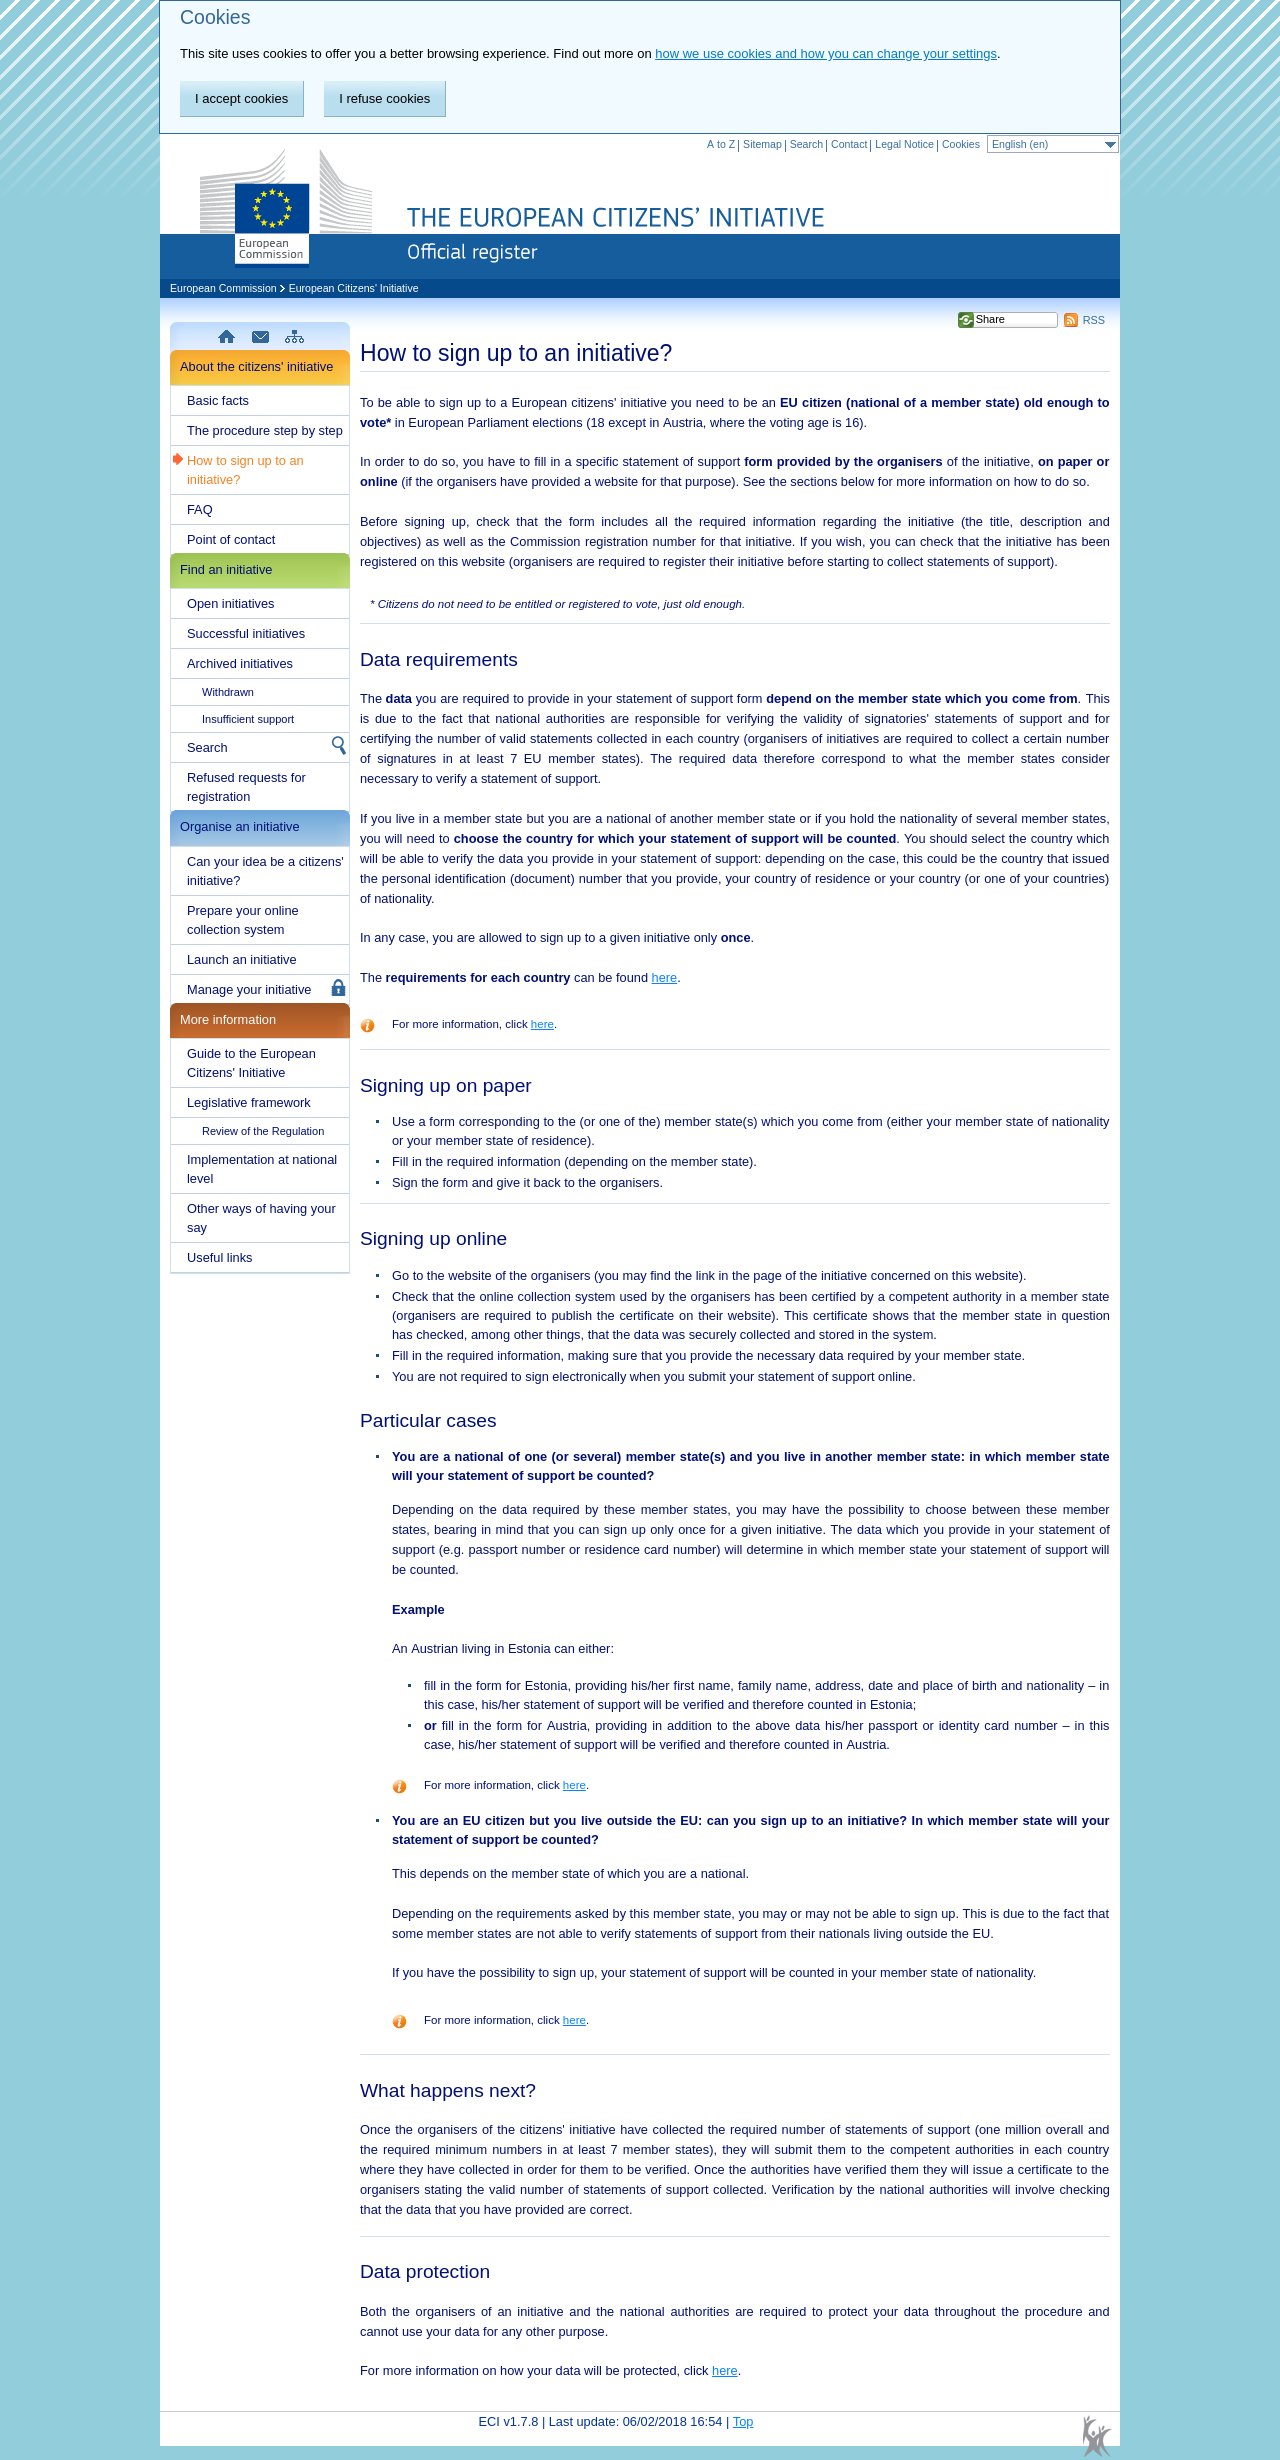 Cookies
This site uses cookies to offer you a better browsing experience. Find out more on how we use cookies and how you can change your settings.
I accept cookies
I refuse cookies
A to Z | Sitemap | Search | Contact | Legal Notice | Cookies
English (en)
THE EUROPEAN CITIZENS' INITIATIVE
Official register
European
Commission
European Commission > European Citizens' Initiative
Share
RSS
About the citizens' initiative
Basic facts
The procedure step by step
How to sign up to an
initiative?
FAQ
Point of contact
Find an initiative
Open initiatives
Successful initiatives
Archived initiatives
Withdrawn
Insufficient support
Search
Refused requests for
registration
Organise an initiative
Can your idea be a citizens'
initiative?
Prepare your online
collection system
Launch an initiative
Manage your initiative
More information
Guide to the European
Citizens' Initiative
Legislative framework
Review of the Regulation
Implementation at national
level
Other ways of having your
say
Useful links
How to sign up to an initiative?
To be able to sign up to a European citizens' initiative you need to be an EU citizen (national of a member state) old enough to
vote* in European Parliament elections (18 except in Austria, where the voting age is 16).
In order to do so, you have to fill in a specific statement of support form provided by the organisers of the initiative, on paper or
online (if the organisers have provided a website for that purpose). See the sections below for more information on how to do so.
Before signing up, check that the form includes all the required information regarding the initiative (the title, description and
objectives) as well as the Commission registration number for that initiative. If you wish, you can check that the initiative has been
registered on this website (organisers are required to register their initiative before starting to collect statements of support).
* Citizens do not need to be entitled or registered to vote, just old enough.
Data requirements
The data you are required to provide in your statement of support form depend on the member state which you come from. This
is due to the fact that national authorities are responsible for verifying the validity of signatories' statements of support and for
certifying the number of valid statements collected in each country (organisers of initiatives are required to collect a certain number
of signatures in at least 7 EU member states). The required data therefore correspond to what the member states consider
necessary to verify a statement of support.
If you live in a member state but you are a national of another member state or if you hold the nationality of several member states,
you will need to choose the country for which your statement of support will be counted. You should select the country which
will be able to verify the data you provide in your statement of support: depending on the case, this could be the country that issued
the personal identification (document) number that you provide, your country of residence or your country (or one of your countries)
of nationality.
In any case, you are allowed to sign up to a given initiative only once.
The requirements for each country can be found here.
For more information, click here.
Signing up on paper
Use a form corresponding to the (or one of the) member state(s) which you come from (either your member state of nationality
or your member state of residence).
Fill in the required information (depending on the member state).
Sign the form and give it back to the organisers.
Signing up online
Go to the website of the organisers (you may find the link in the page of the initiative concerned on this website).
Check that the online collection system used by the organisers has been certified by a competent authority in a member state
(organisers are required to publish the certificate on their website). This certificate shows that the member state in question
has checked, among other things, that the data was securely collected and stored in the system.
Fill in the required information, making sure that you provide the necessary data required by your member state.
You are not required to sign electronically when you submit your statement of support online.
Particular cases
You are a national of one (or several) member state(s) and you live in another member state: in which member state
will your statement of support be counted?
Depending on the data required by these member states, you may have the possibility to choose between these member
states, bearing in mind that you can sign up only once for a given initiative. The data which you provide in your statement of
support (e.g. passport number or residence card number) will determine in which member state your statement of support will
be counted.
Example
An Austrian living in Estonia can either:
fill in the form for Estonia, providing his/her first name, family name, address, date and place of birth and nationality – in
this case, his/her statement of support will be verified and therefore counted in Estonia;
or fill in the form for Austria, providing in addition to the above data his/her passport or identity card number – in this
case, his/her statement of support will be verified and therefore counted in Austria.
For more information, click here.
You are an EU citizen but you live outside the EU: can you sign up to an initiative? In which member state will your
statement of support be counted?
This depends on the member state of which you are a national.
Depending on the requirements asked by this member state, you may or may not be able to sign up. This is due to the fact that
some member states are not able to verify statements of support from their nationals living outside the EU.
If you have the possibility to sign up, your statement of support will be counted in your member state of nationality.
For more information, click here.
What happens next?
Once the organisers of the citizens' initiative have collected the required number of statements of support (one million overall and
the required minimum numbers in at least 7 member states), they will submit them to the competent authorities in each country
where they have collected in order for them to be verified. Once the authorities have verified them they will issue a certificate to the
organisers stating the valid number of statements of support collected. Verification by the national authorities will involve checking
that the data that you have provided are correct.
Data protection
Both the organisers of an initiative and the national authorities are required to protect your data throughout the procedure and
cannot use your data for any other purpose.
For more information on how your data will be protected, click here.
ECI v1.7.8 | Last update: 06/02/2018 16:54 | Top